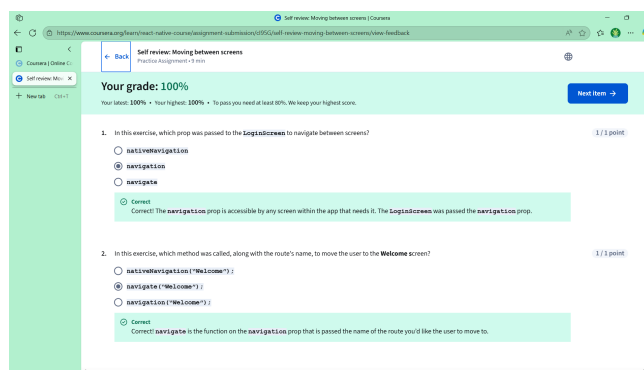 Self review: Moving between screens | Coursera
https://www.coursera.org/learn/react-native-course/assignment-submission/cl95G/self-review-moving-between-screens/view-feedback
Coursera | Online C
Self review: Mov
New tab Ctrl+T
Back
Self review: Moving between screens
Practice Assignment • 9 min
Your grade: 100%
Your latest: 100% • Your highest: 100% • To pass you need at least 80%. We keep your highest score.
Next item →
1. In this exercise, which prop was passed to the LoginScreen to navigate between screens?
1 / 1 point
nativeNavigation
navigation
navigate
Correct
Correct! The navigation prop is accessible by any screen within the app that needs it. The LoginScreen was passed the navigation prop.
2. In this exercise, which method was called, along with the route's name, to move the user to the Welcome screen?
1 / 1 point
nativeNavigation("Welcome");
navigate("Welcome");
navigation("Welcome");
Correct
Correct! navigate is the function on the navigation prop that is passed the name of the route you'd like the user to move to.